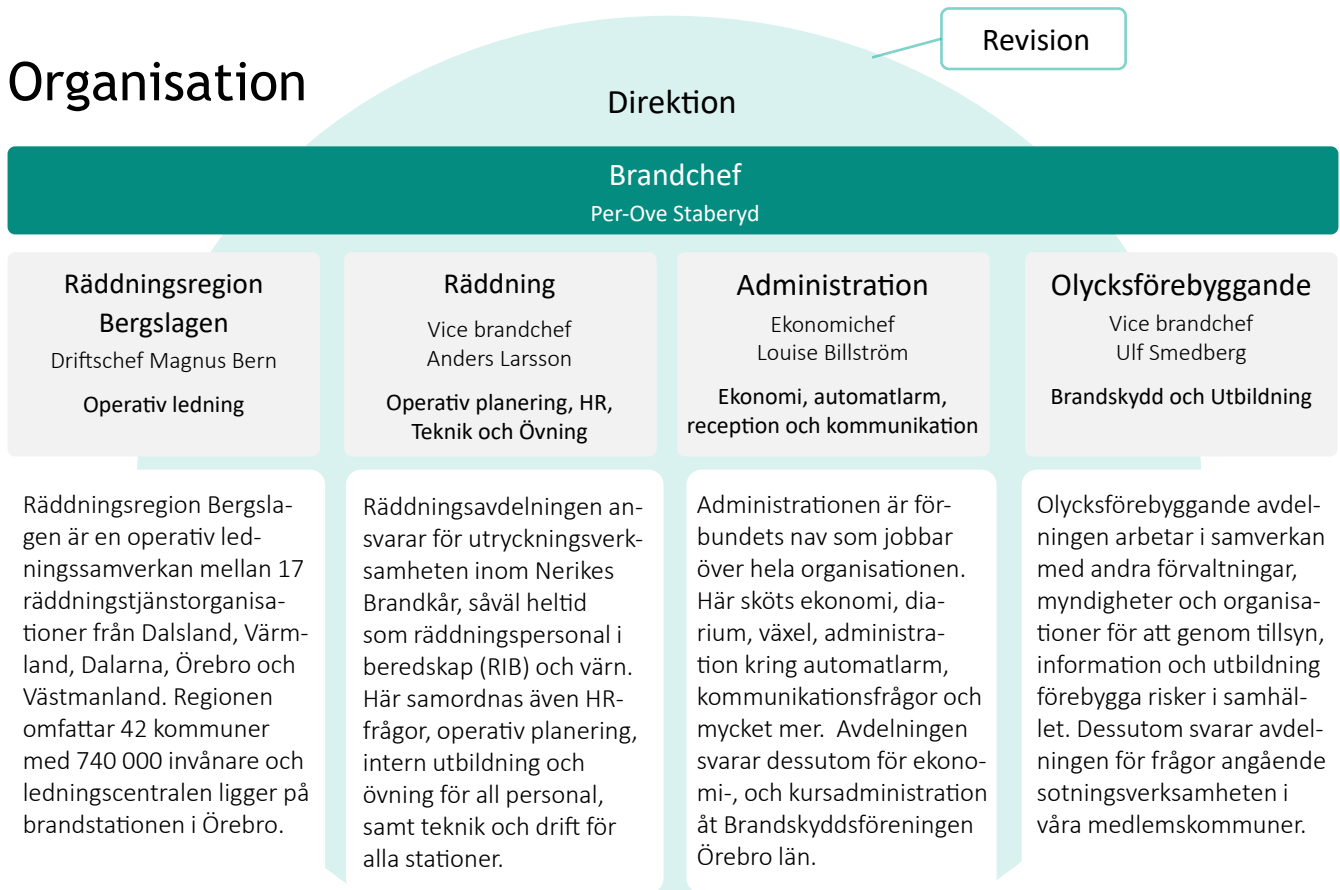 Organisation
Revision
Direktion
Brandchef
Per-Ove Staberyd
Räddningsregion
Bergslagen
Driftschef Magnus Bern
Operativ ledning
Räddning
Vice brandchef
Anders Larsson
Operativ planering, HR,
Teknik och Övning
Administration
Ekonomichef
Louise Billström
Ekonomi, automatlarm,
reception och kommunikation
Olycksförebyggande
Vice brandchef
Ulf Smedberg
Brandskydd och Utbildning
Räddningsregion Bergsla-
gen är en operativ led-
ningssamverkan mellan 17
räddningstjänstorganisa-
tioner från Dalsland, Värm-
land, Dalarna, Örebro och
Västmanland. Regionen
omfattar 42 kommuner
med 740 000 invånare och
ledningscentralen ligger på
brandstationen i Örebro.
Räddningsavdelningen an-
svarar för utryckningsverk-
samheten inom Nerikes
Brandkår, såväl heltid
som räddningspersonal i
beredskap (RIB) och värn.
Här samordnas även HR-
frågor, operativ planering,
intern utbildning och
övning för all personal,
samt teknik och drift för
alla stationer.
Administrationen är för-
bundets nav som jobbar
över hela organisationen.
Här sköts ekonomi, dia-
rium, växel, administra-
tion kring automatlarm,
kommunikationsfrågor och
mycket mer.  Avdelningen
svarar dessutom för ekono-
mi-, och kursadministration
åt Brandskyddsföreningen
Örebro län.
Olycksförebyggande avdel-
ningen arbetar i samverkan
med andra förvaltningar,
myndigheter och organisa-
tioner för att genom tillsyn,
information och utbildning
förebygga risker i samhäl-
let. Dessutom svarar avdel-
ningen för frågor angående
sotningsverksamheten i
våra medlemskommuner.